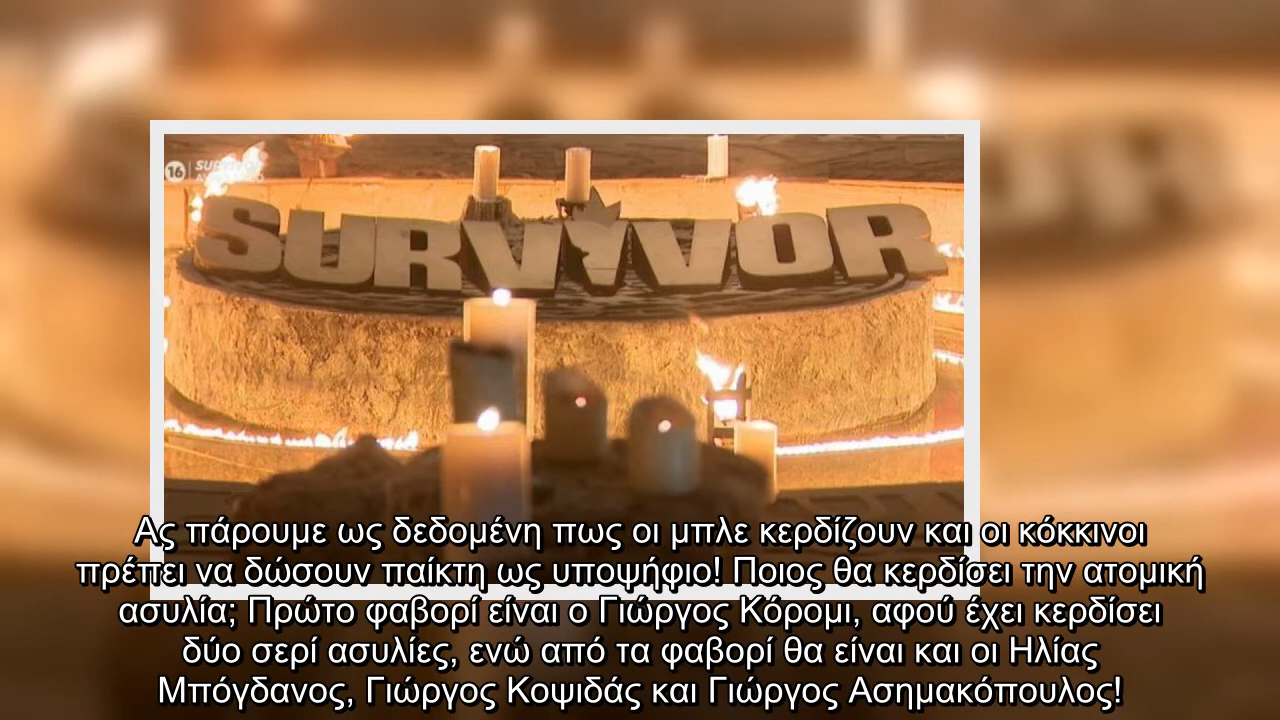 16
SURVIVOR
Ας πάρουμε ως δεδομένη πως οι μπλε κερδίζουν και οι κόκκινοι
πρέπει να δώσουν παίκτη ως υποψήφιο! Ποιος θα κερδίσει την ατομική
ασυλία; Πρώτο φαβορί είναι ο Γιώργος Κόρομι, αφού έχει κερδίσει
δύο σερί ασυλίες, ενώ από τα φαβορί θα είναι και οι Ηλίας
Μπόγδανος, Γιώργος Κοψιδάς και Γιώργος Ασημακόπουλος!